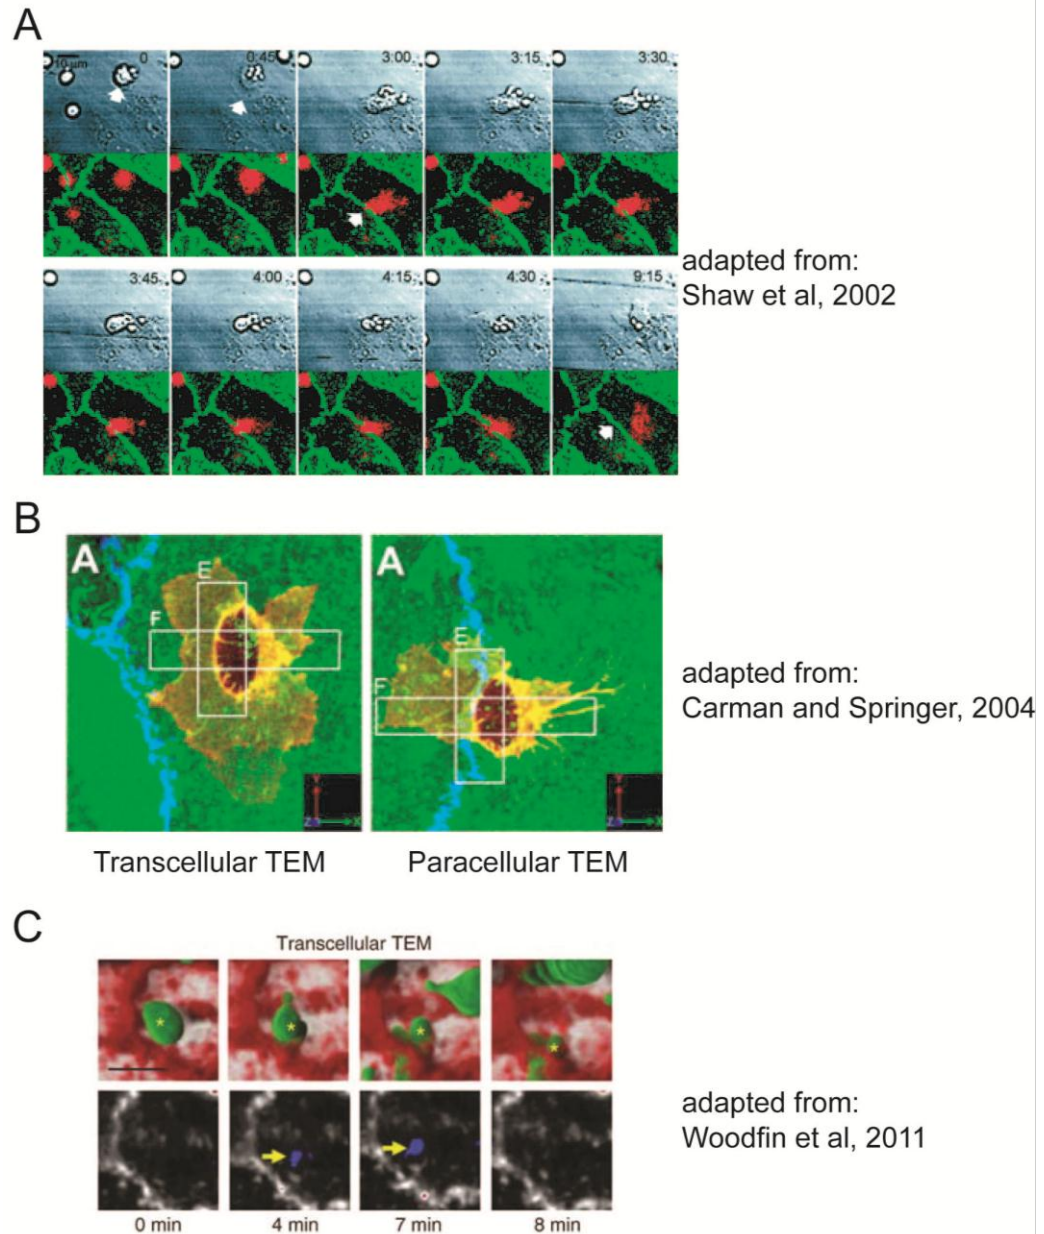 A
10 µm
0
0:45
3:00
3:15
3:30
3:45
4:00
4:15
4:30
9:15
adapted from:
Shaw et al, 2002
B
A
E
F
Y
Z
X
A
E
F
Y
Z
X
Transcellular TEM
Paracellular TEM
adapted from:
Carman and Springer, 2004
C
Transcellular TEM
*
*
*
*
0 min
4 min
7 min
8 min
adapted from:
Woodfin et al, 2011